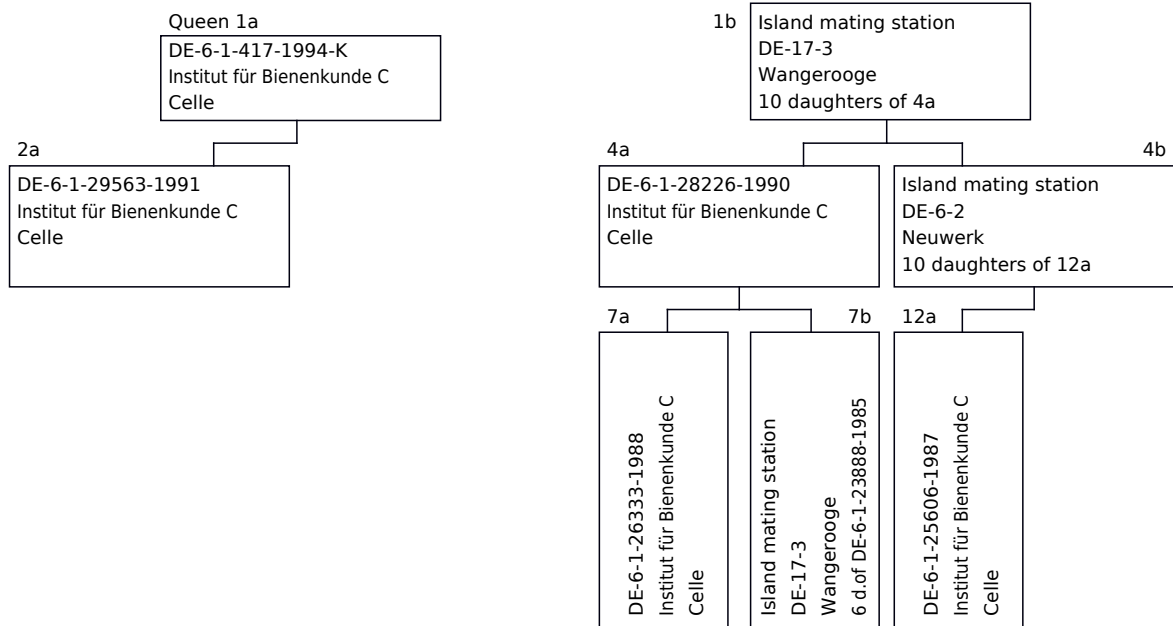 Queen 1a
DE-6-1-417-1994-K
Institut für Bienenkunde C
Celle
1b
Island mating station
DE-17-3
Wangerooge
10 daughters of 4a
2a
DE-6-1-29563-1991
Institut für Bienenkunde C
Celle
4a
DE-6-1-28226-1990
Institut für Bienenkunde C
Celle
4b
Island mating station
DE-6-2
Neuwerk
10 daughters of 12a
7a
DE-6-1-26333-1988
Institut für Bienenkunde C
Celle
7b
Island mating station
DE-17-3
Wangerooge
6 d.of DE-6-1-23888-1985
12a
DE-6-1-25606-1987
Institut für Bienenkunde C
Celle